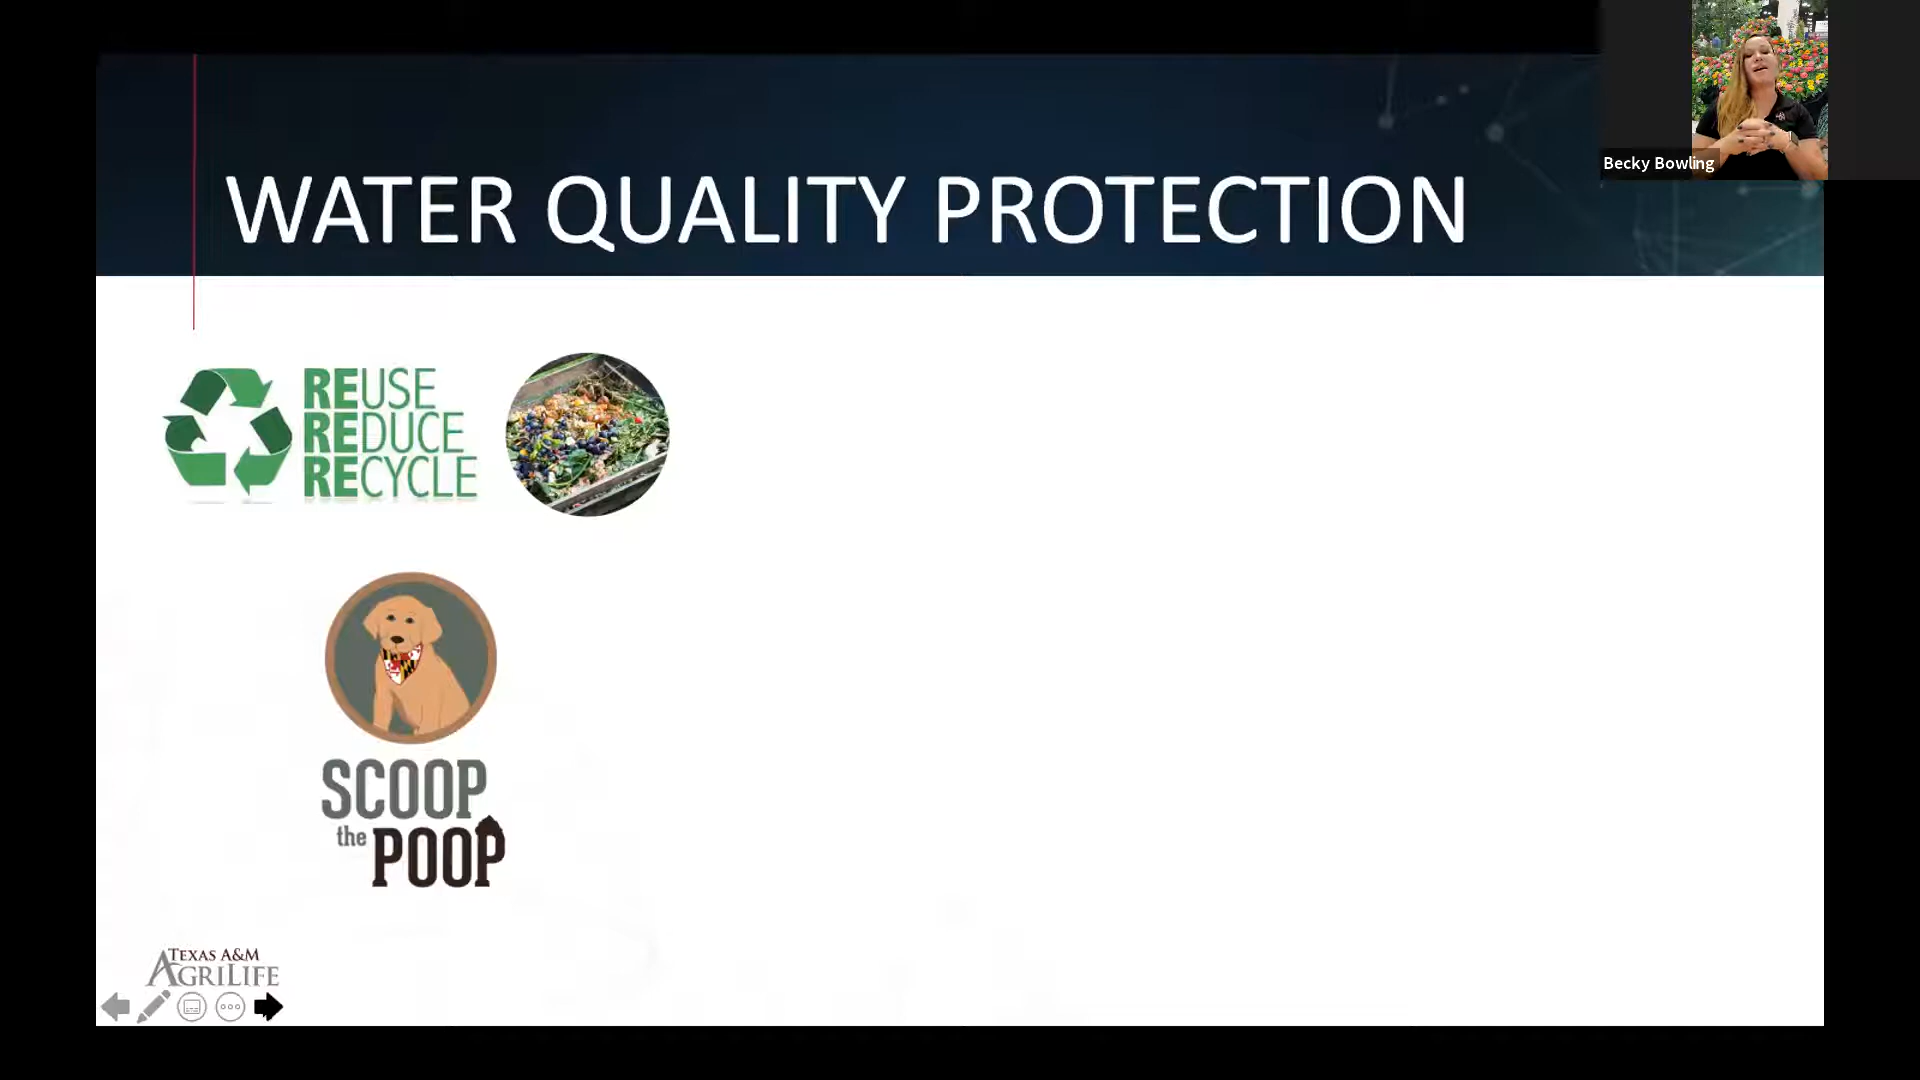 Becky Bowling
WATER QUALITY PROTECTION
REUSE
REDUCE
RECYCLE
SCOOP
the POOP
TEXAS A&M
AGRILIFE